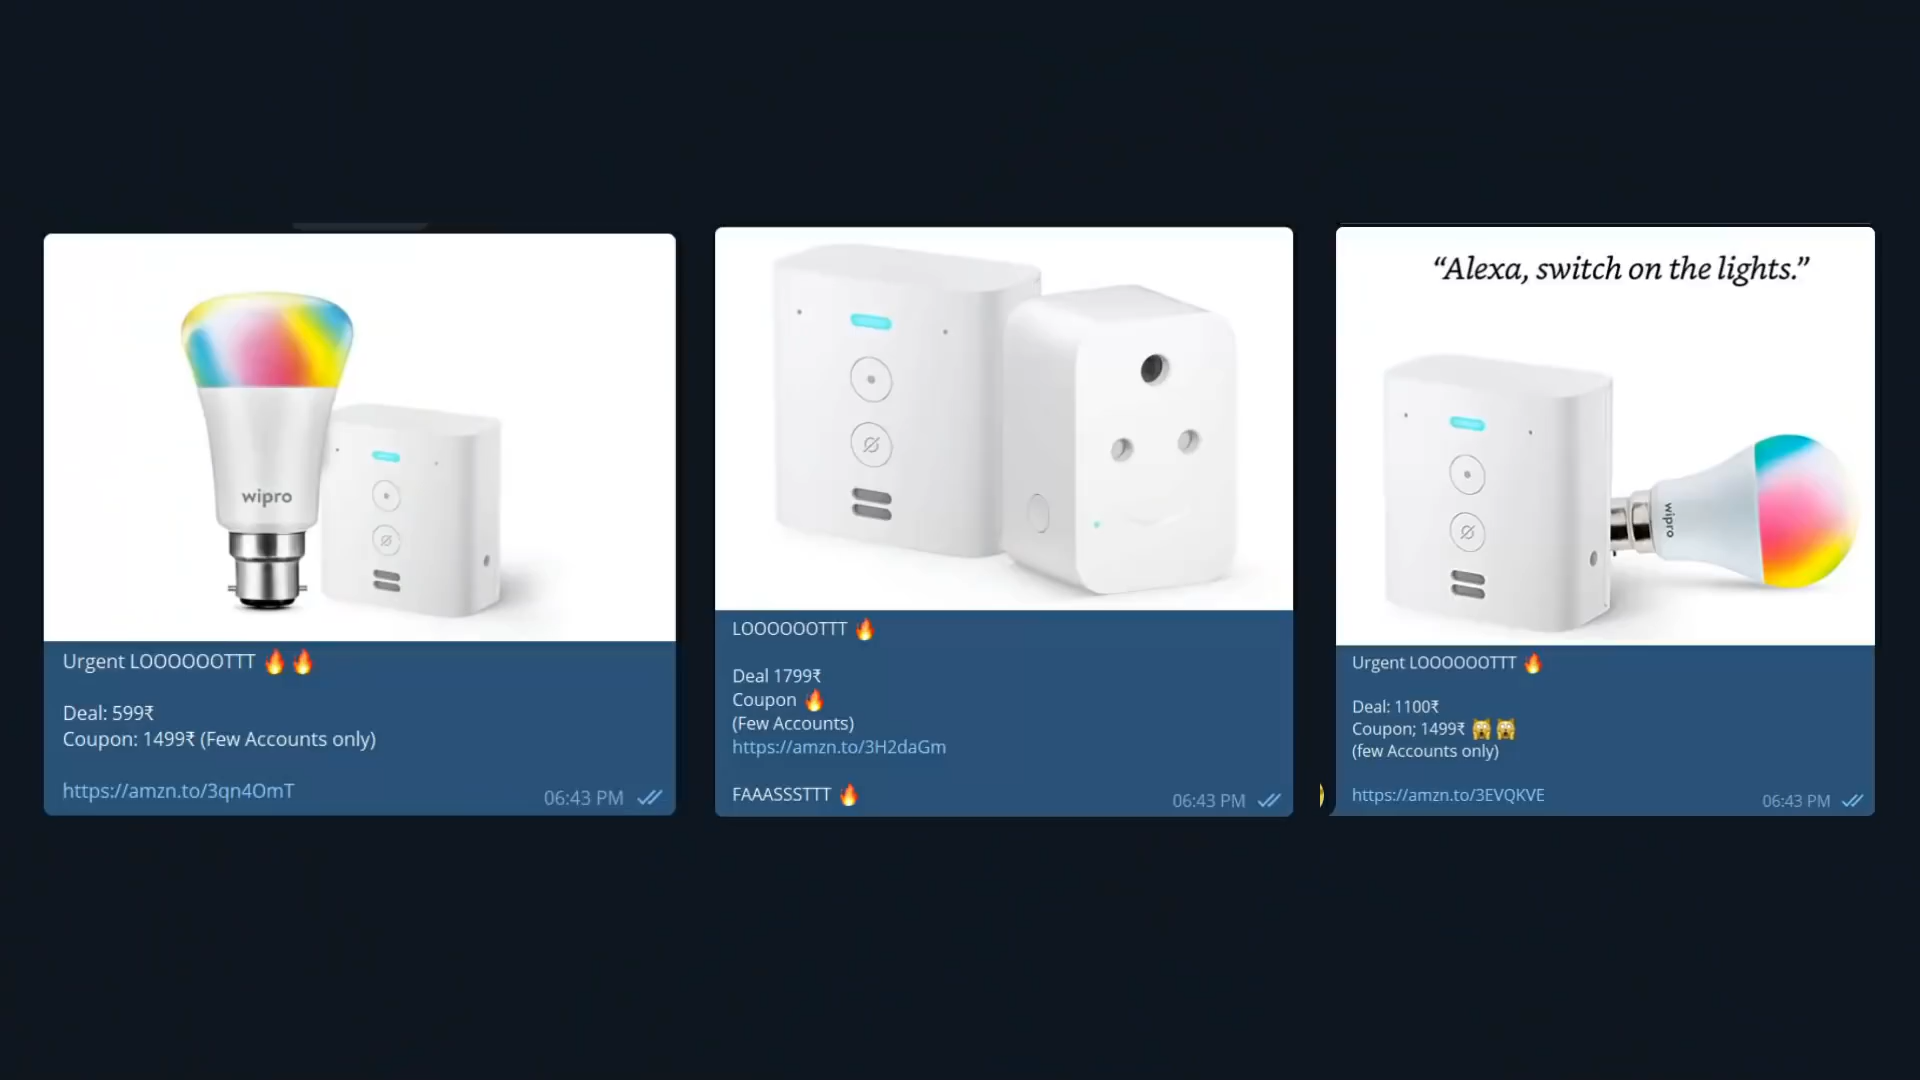 wipro
Urgent LOOOOOOTTT 🔥🔥
Deal: 599₹
Coupon: 1499₹ (Few Accounts only)
https://amzn.to/3qn4OmT
06:43 PM
LOOOOOOTTT 🔥
Deal 1799₹
Coupon 🔥
(Few Accounts)
https://amzn.to/3H2daGm
FAAASSSTTT 🔥
06:43 PM
“Alexa, switch on the lights.”
wipro
Urgent LOOOOOOTTT 🔥
Deal: 1100₹
Coupon; 1499₹ 🙀🙀
(few Accounts only)
https://amzn.to/3EVQKVE
06:43 PM